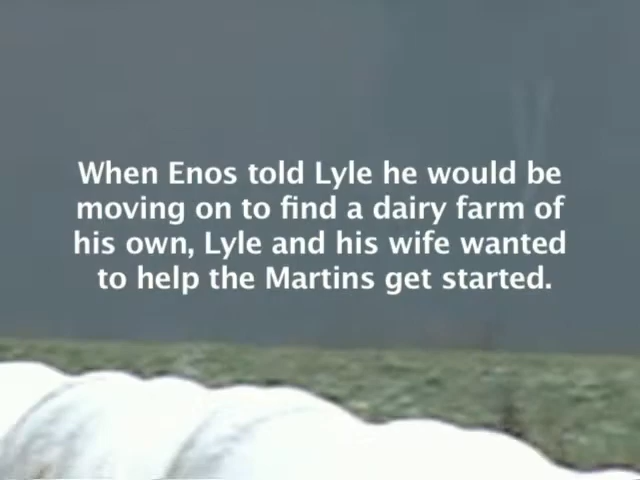 When Enos told Lyle he would be
moving on to find a dairy farm of
his own, Lyle and his wife wanted
to help the Martins get started.